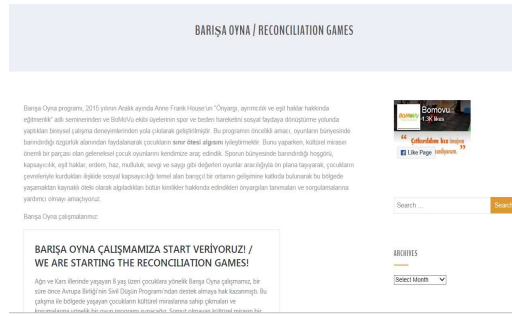 BARIŞA OYNA / RECONCILIATION GAMES
Barışa Oyna programı, 2015 yılının Aralık ayında Anne Frank House'un "Önyargı, ayrımcılık ve eşit haklar hakkında
eğitmenlik" adlı seminerinden ve BoMoVu ekibi üyelerinin spor ve beden hareketini sosyal faydaya dönüştürme yolunda
yaptıkları bireysel çalışma deneyimlerinden yola çıkılarak geliştirilmiştir. Bu programın öncelikli amacı, oyunların bünyesinde
barındırdığı özgürlük alanından faydalanarak çocukların sınır ötesi algısını iyileştirmektir. Bunu yaparken, kültürel mirasın
önemli bir parçası olan geleneksel çocuk oyunlarını kendimize araç edindik. Sporun bünyesinde barındırdığı hoşgörü,
kapsayıcılık, eşit haklar, erdem, haz, mutluluk, sevgi ve saygı gibi değerleri oyunlar aracılığıyla ön plana taşıyarak, çocukların
çevreleriyle kurdukları ilişkide sosyal kapsayıcılığı temel alan barışçıl bir ortamın gelişimine katkıda bulunarak bu bölgede
yaşamaktan kaynaklı öteki olarak algıladıkları bütün kimlikler hakkında edindikleri önyargıları tanımaları ve sorgulamalarına
yardımcı olmayı amaçlıyoruz.
Barışa Oyna çalışmalarımız:
BARIŞA OYNA ÇALIŞMAMIZA START VERİYORUZ! /
WE ARE STARTING THE RECONCILIATION GAMES!
Ağrı ve Kars illerinde yaşayan 8 yaş üzeri çocuklara yönelik Barışa Oyna çalışmamız, bir
süre önce Avrupa Birliği'nin Sivil Düşün Programı'ndan destek almaya hak kazanmıştı. Bu
çalışma ile bölgede yaşayan çocukların kültürel miraslarına sahip çıkmaları ve
Bomovu
1.3K likes
Like Page
Search ...
Search
ARCHIVES
Select Month